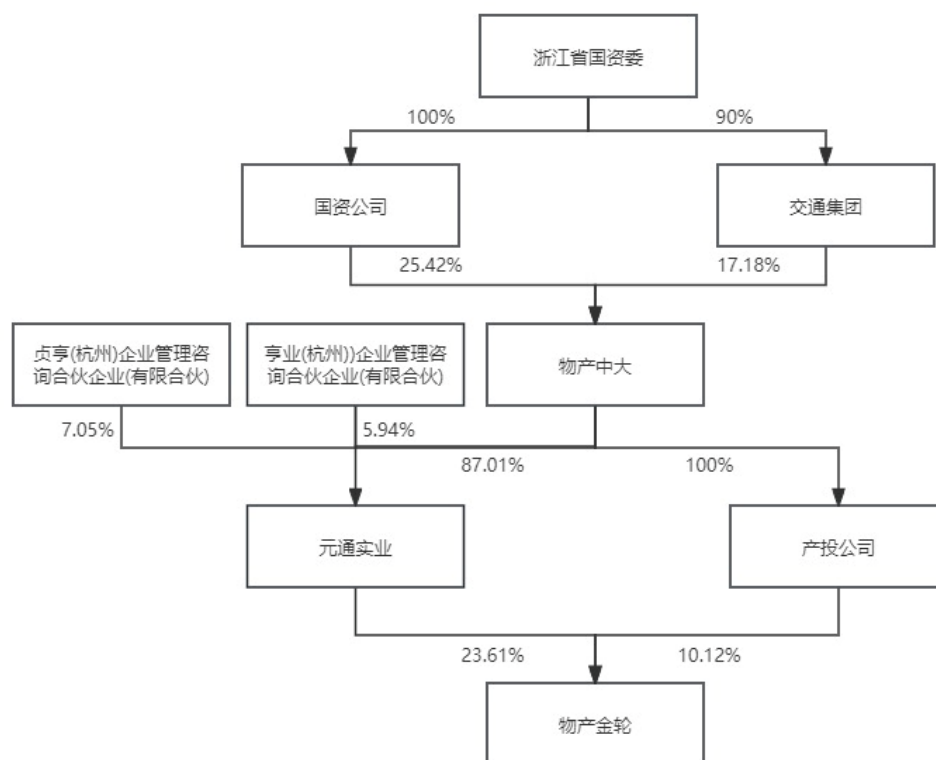 浙江省国资委
100%
90%
国资公司
交通集团
25.42%
17.18%
贞亨(杭州)企业管理咨
询合伙企业(有限合伙)
亨业(杭州))企业管理咨
询合伙企业(有限合伙)
物产中大
7.05%
5.94%
87.01%
100%
元通实业
产投公司
23.61%
10.12%
物产金轮